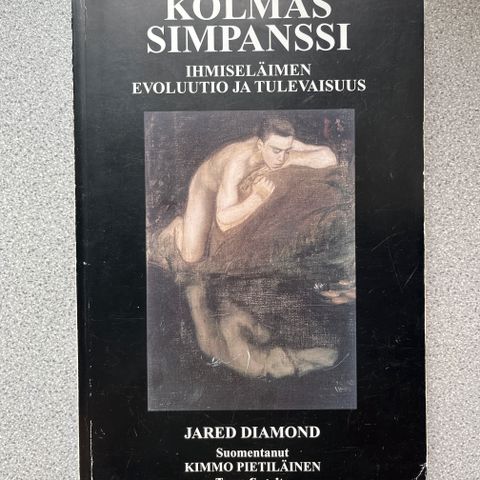 KOLMAS
SIMPANSSI
IHMISELÄIMEN
EVOLUUTIO JA TULEVAISUUS
JARED DIAMOND
Suomentanut
KIMMO PIETILÄINEN